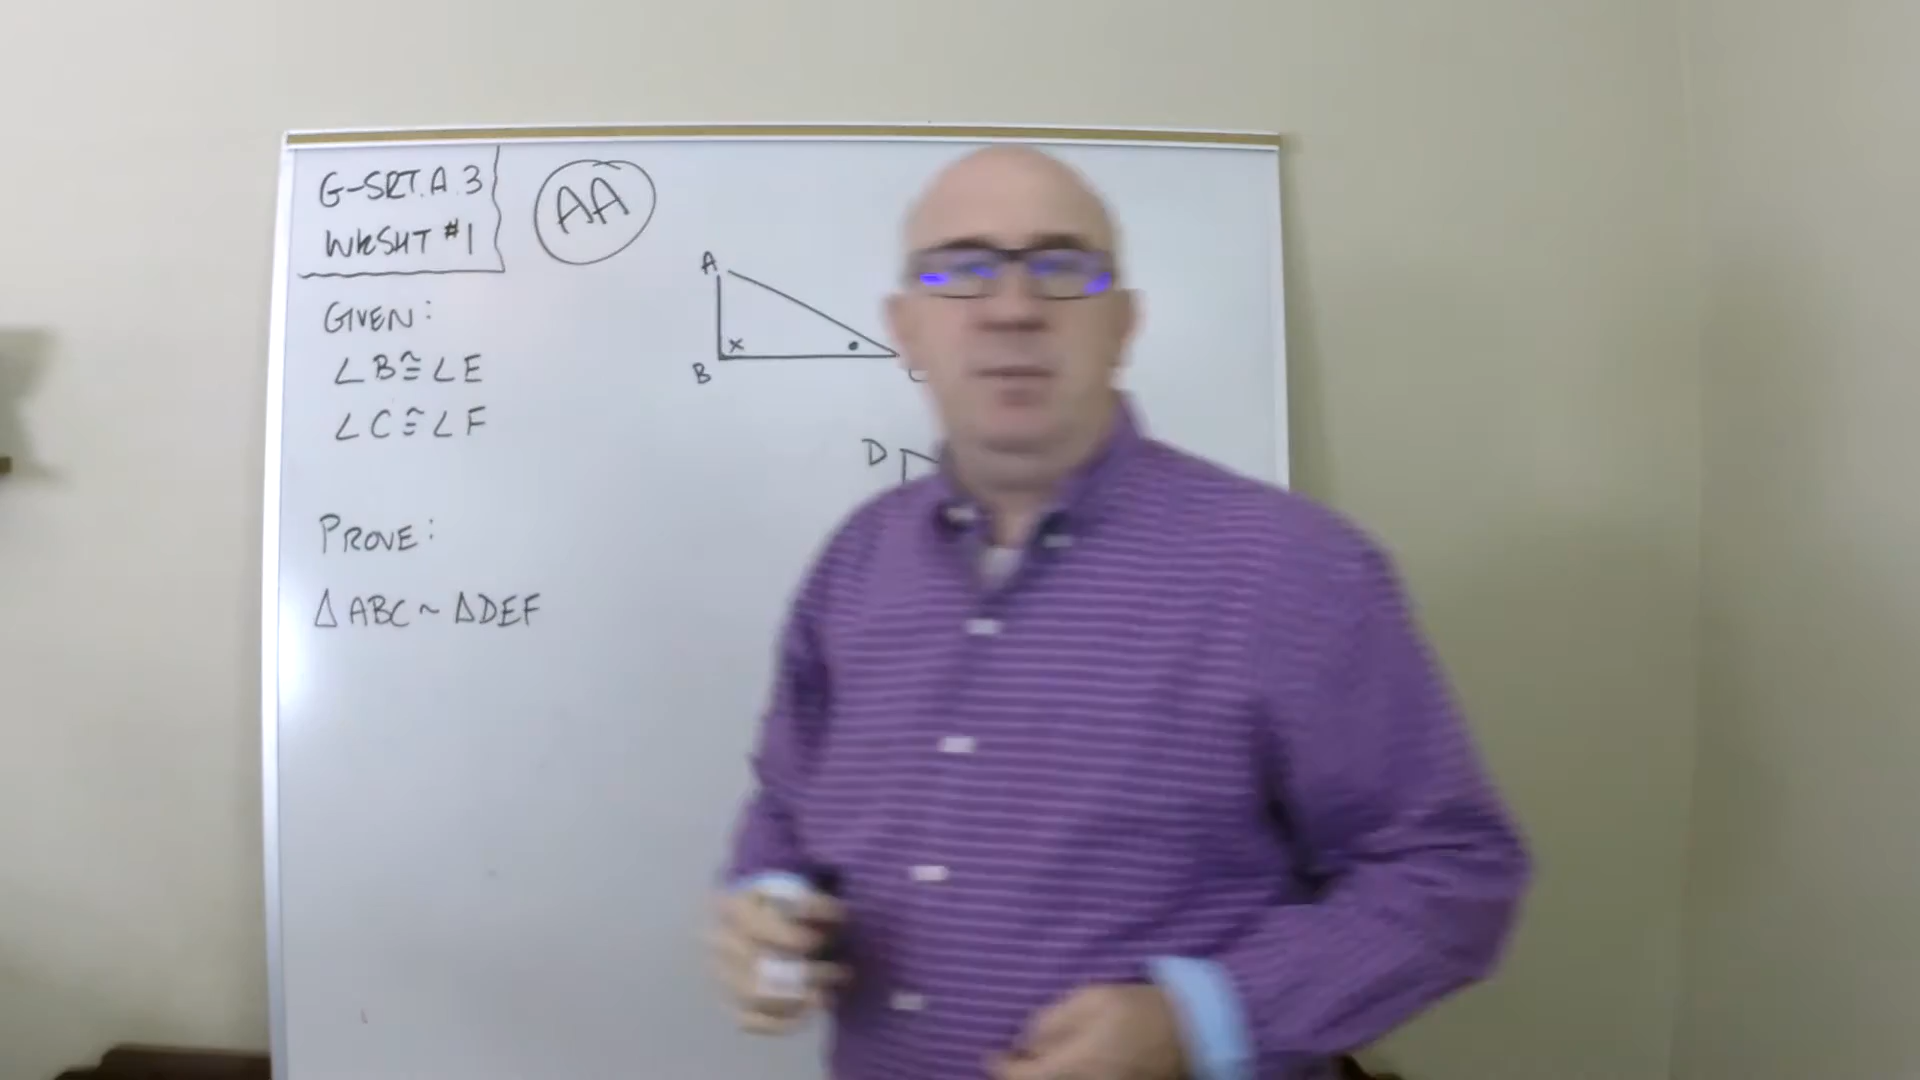 G-SRT.A.3
WKSHT #1
AA
GIVEN:
∠B≅∠E
∠C≅∠F
PROVE:
△ABC~△DEF
A
x
B
C
D